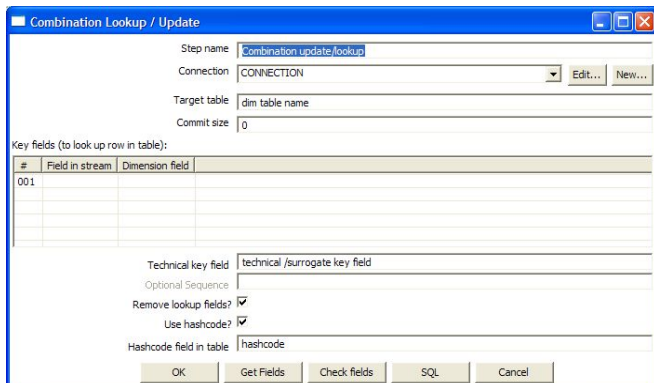 Combination Lookup / Update
Step name Combination update/lookup
Connection CONNECTION Edit... New...
Target table dim table name
Commit size 0
Key fields (to look up row in table):
# Field in stream Dimension field
001
Technical key field technical /surrogate key field
Optional Sequence
Remove lookup fields?
Use hashcode?
Hashcode field in table hashcode
OK Get Fields Check fields SQL Cancel